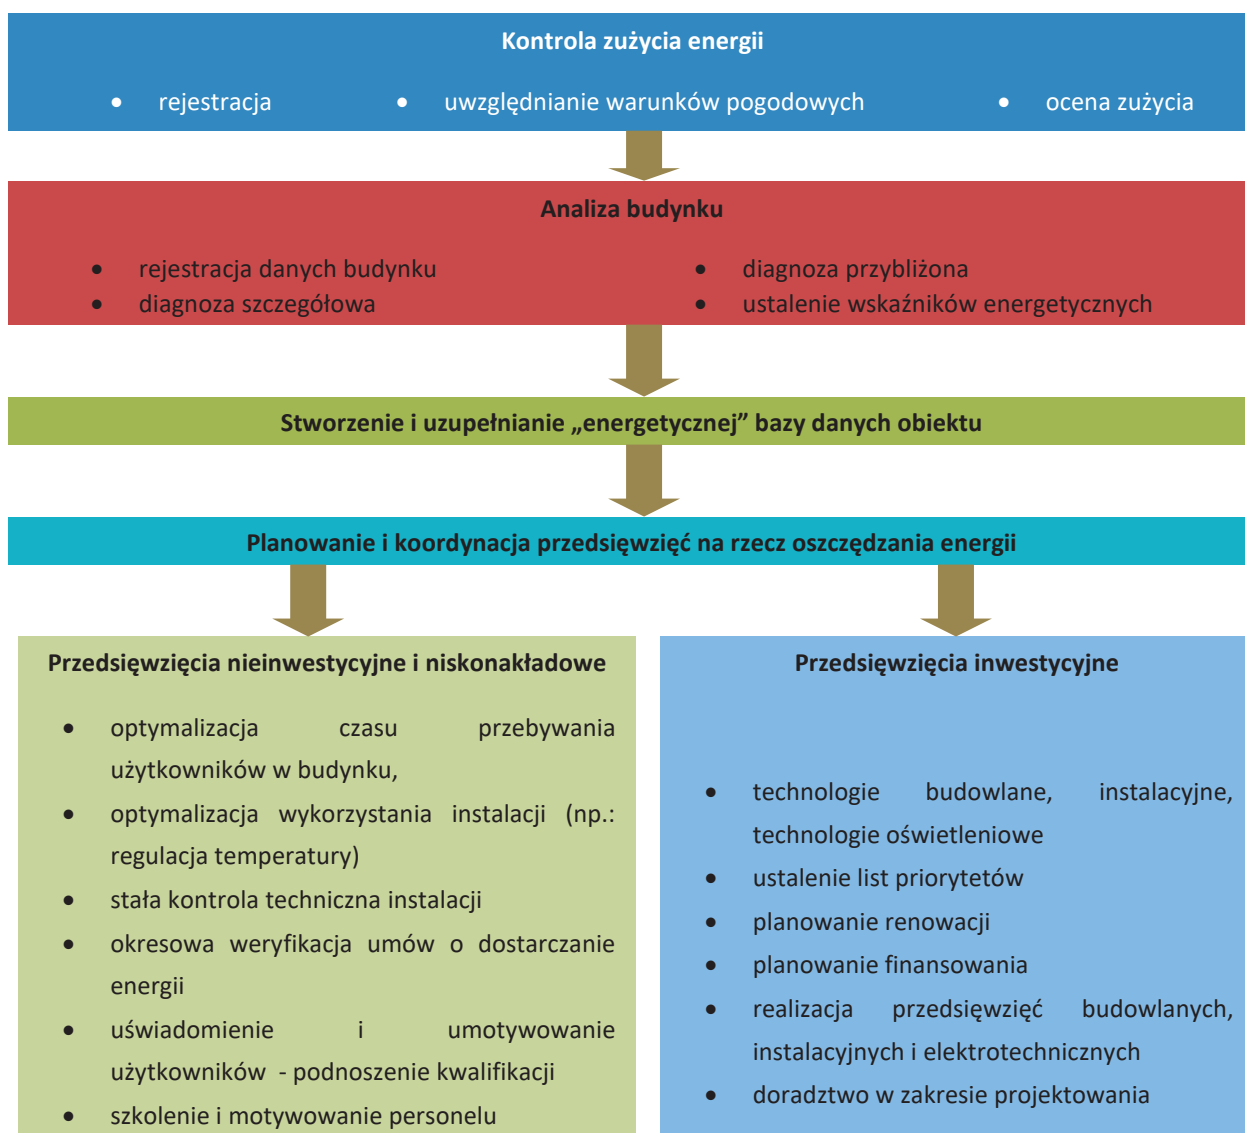 Kontrola zużycia energii
• rejestracja • uwzględnianie warunków pogodowych • ocena zużycia
Analiza budynku
• rejestracja danych budynku • diagnoza przybliżona
• diagnoza szczegółowa • ustalenie wskaźników energetycznych
Stworzenie i uzupełnianie „energetycznej” bazy danych obiektu
Planowanie i koordynacja przedsięwzięć na rzecz oszczędzania energii
Przedsięwzięcia nieinwestycyjne i niskonakładowe
• optymalizacja czasu przebywania
użytkowników w budynku,
• optymalizacja wykorzystania instalacji (np.:
regulacja temperatury)
• stała kontrola techniczna instalacji
• okresowa weryfikacja umów o dostarczanie
energii
• uświadomienie i umotywowanie
użytkowników - podnoszenie kwalifikacji
• szkolenie i motywowanie personelu
Przedsięwzięcia inwestycyjne
• technologie budowlane, instalacyjne,
technologie oświetleniowe
• ustalenie list priorytetów
• planowanie renowacji
• planowanie finansowania
• realizacja przedsięwzięć budowlanych,
instalacyjnych i elektrotechnicznych
• doradztwo w zakresie projektowania